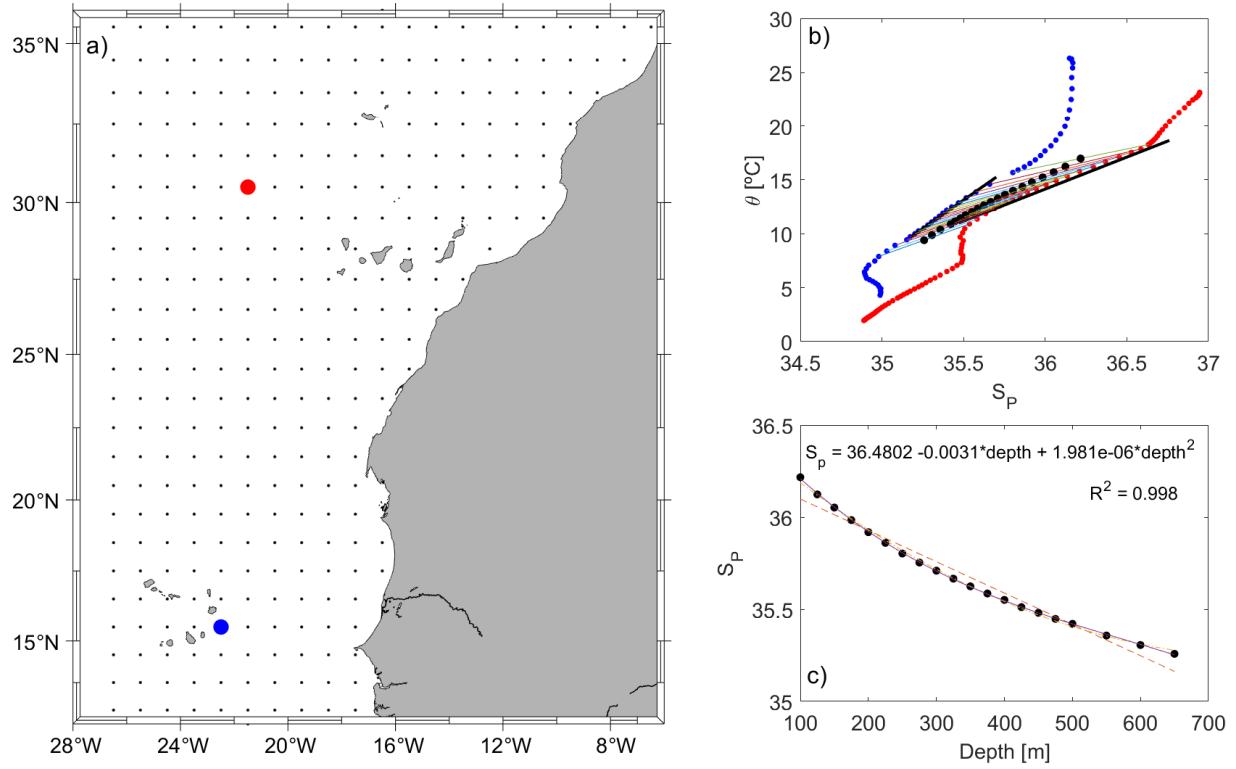 a)
35°N
30°N
25°N
20°N
15°N
28°W
24°W
20°W
16°W
12°W
8°W
b)
30
25
20
15
10
5
0
θ [ºC]
34.5
35
35.5
36
36.5
37
S_P
36.5
36
35.5
35
S_P
S_p = 36.4802 -0.0031*depth + 1.981e-06*depth^2
R^2 = 0.998
c)
100
200
300
400
500
600
700
Depth [m]